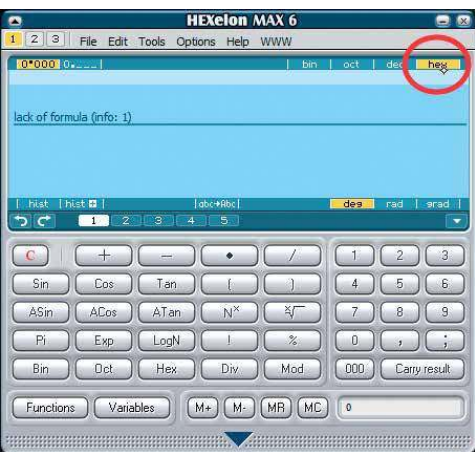 HEXelon MAX 6
1 2 3 File Edit Tools Options Help WWW
0"000 0.___ | bin | oct | dec | hex
lack of formula (info: 1)
| hist | hist + | |abc→Abc| deg | rad | grad |
1 2 3 4 5
C + − • / 1 2 3
Sin Cos Tan ( ) 4 5 6
ASin ACos ATan N^x ˣ√ 7 8 9
Pi Exp LogN ! % 0 , ;
Bin Oct Hex Div Mod 000 Carry result
Functions Variables M+ M- MR MC 0